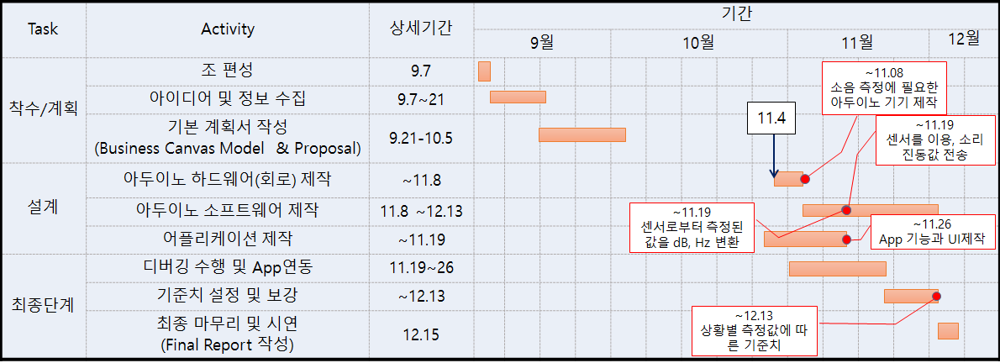 Task
Activity
상세기간
기간
9월
10월
11월
12월
착수/계획
조 편성
9.7
아이디어 및 정보 수집
9.7~21
기본 계획서 작성
(Business Canvas Model & Proposal)
9.21-10.5
설계
아두이노 하드웨어(회로) 제작
~11.8
아두이노 소프트웨어 제작
11.8 ~12.13
어플리케이션 제작
~11.19
최종단계
디버깅 수행 및 App연동
11.19~26
기준치 설정 및 보강
~12.13
최종 마무리 및 시연
(Final Report 작성)
12.15
~11.08
소음 측정에 필요한
아두이노 기기 제작
11.4
~11.19
센서를 이용, 소리
진동값 전송
~11.19
센서로부터 측정된
값을 dB, Hz 변환
~11.26
App 기능과 UI제작
~12.13
상황별 측정값에 따
른 기준치